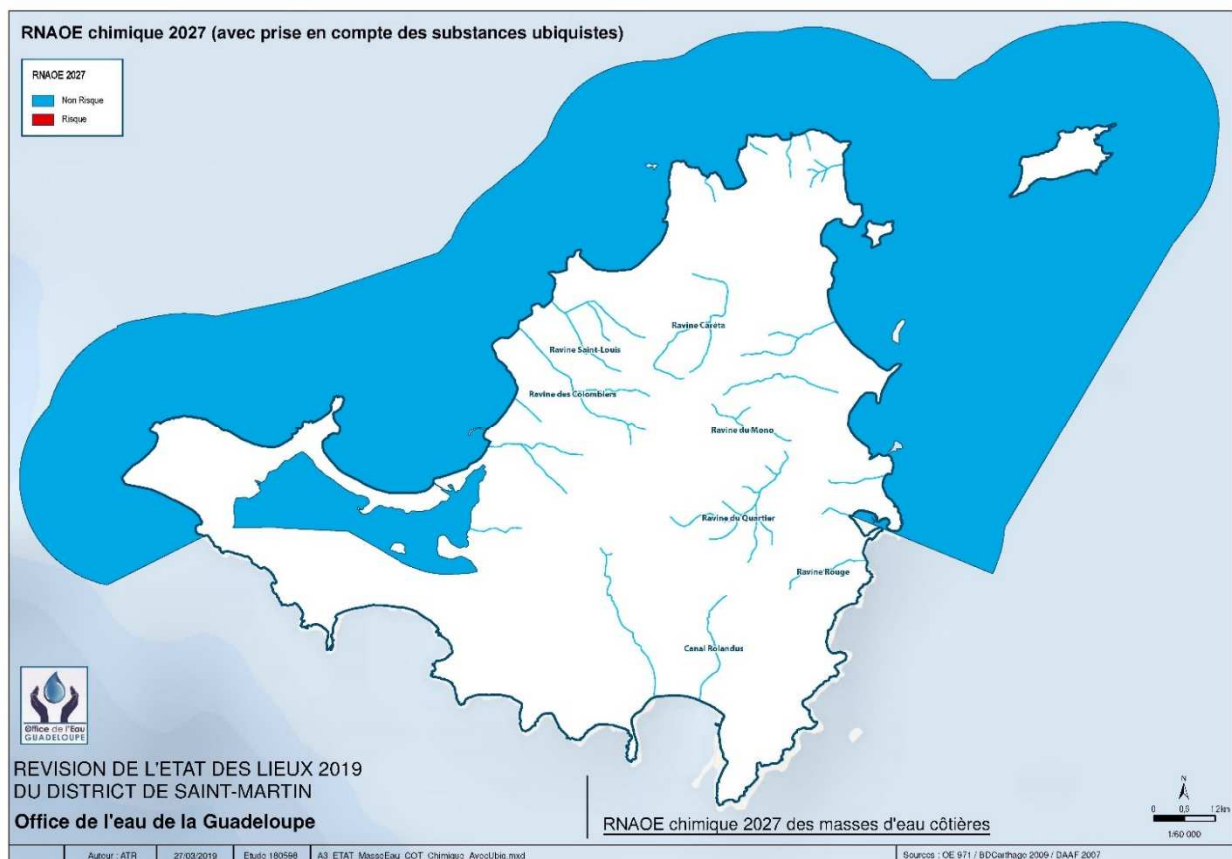 RNAOE chimique 2027 (avec prise en compte des substances ubiquistes)
RNAOE 2027
Non Risque
Risque
Ravine Caréta
Ravine Saint-Louis
Ravine des Colombiers
Ravine du Mono
Ravine du Quartier
Ravine Rouge
Canal Rolandus
Office de l'Eau
GUADELOUPE
REVISION DE L'ETAT DES LIEUX 2019
DU DISTRICT DE SAINT-MARTIN
Office de l'eau de la Guadeloupe
RNAOE chimique 2027 des masses d'eau côtières
N
0 0,6 1,2km
1:60 000
Auteur : ATR 27/03/2019 Etude 180598 A3_ETAT_MasseEau_COT_Chimique_AvecUbiq.mxd Sources : OE 971 / BDCarthage 2009 / DAAF 2007